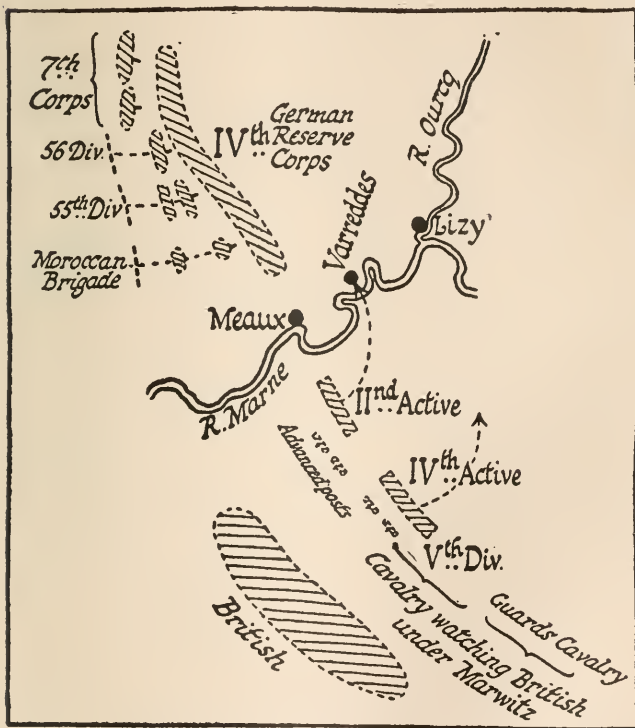 7th
Corps
56 Div.
55th Div
Moroccan
Brigade
German
IVth Reserve
Corps
R. Ourcq
Varreddes
Lizy
Meaux
R. Marne
IInd Active
Advanced posts
IVth Active
Vth Div.
Guards Cavalry
Cavalry watching British
under Marwitz
British